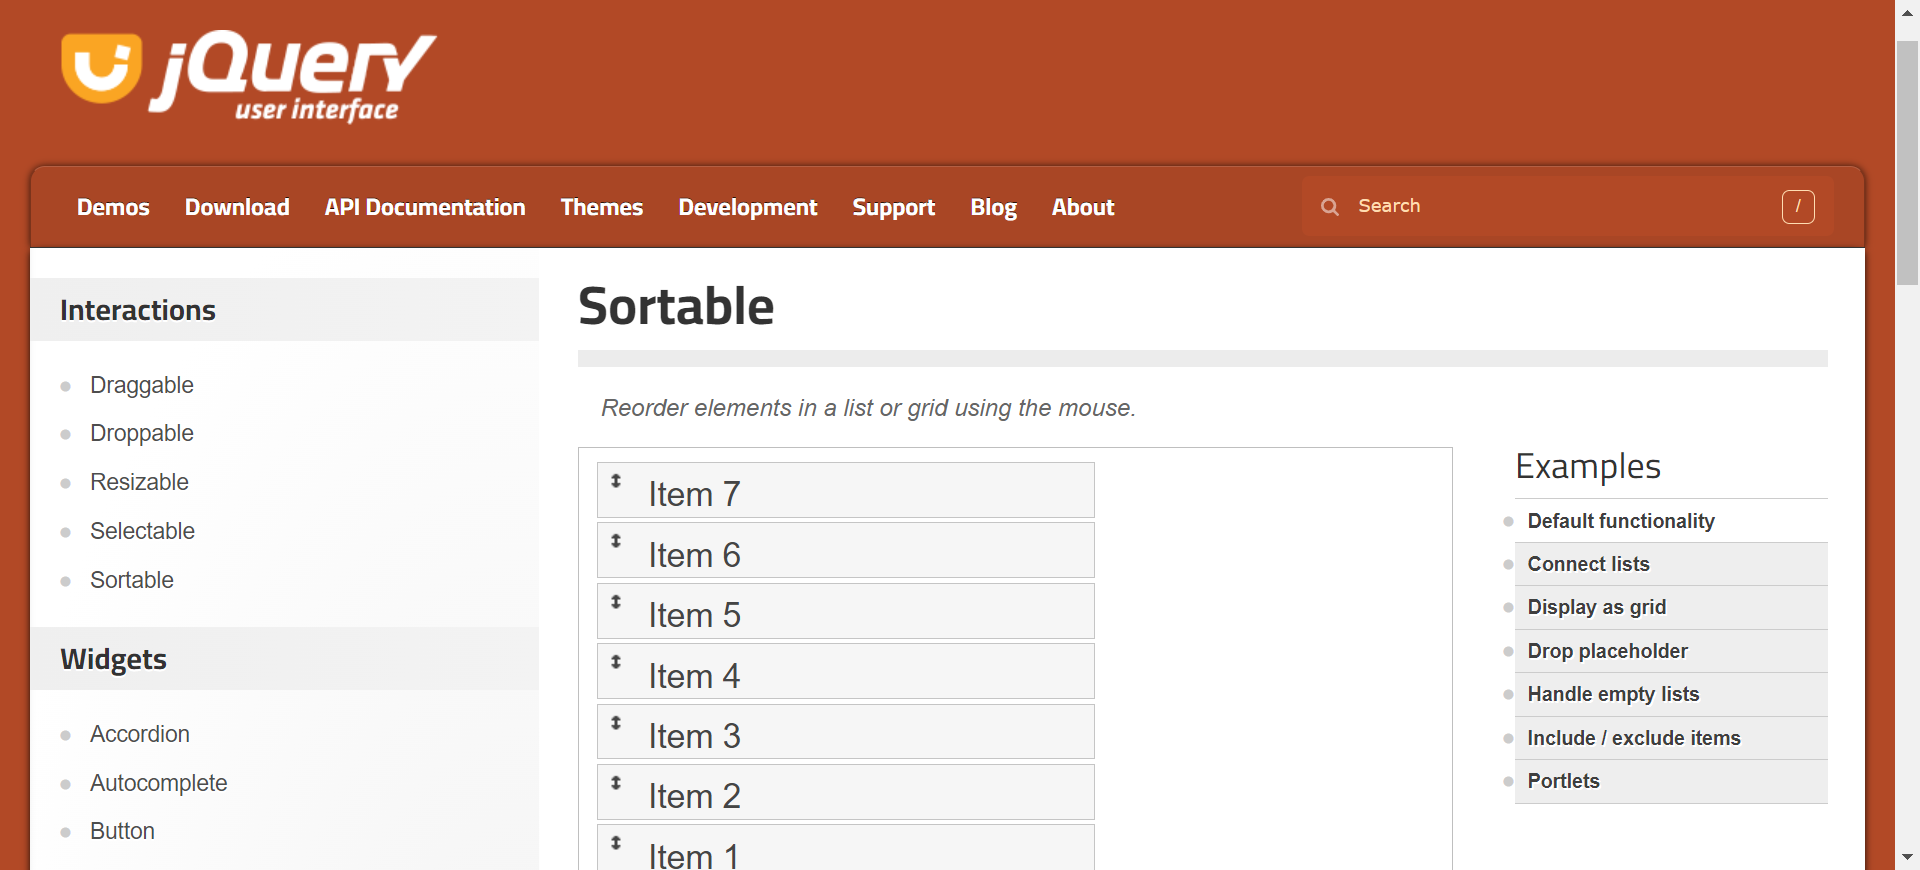 jQuery
user interface
Demos Download API Documentation Themes Development Support Blog About Search /
Interactions
Draggable
Droppable
Resizable
Selectable
Sortable
Widgets
Accordion
Autocomplete
Button
Sortable
Reorder elements in a list or grid using the mouse.
Item 7
Item 6
Item 5
Item 4
Item 3
Item 2
Item 1
Examples
Default functionality
Connect lists
Display as grid
Drop placeholder
Handle empty lists
Include / exclude items
Portlets